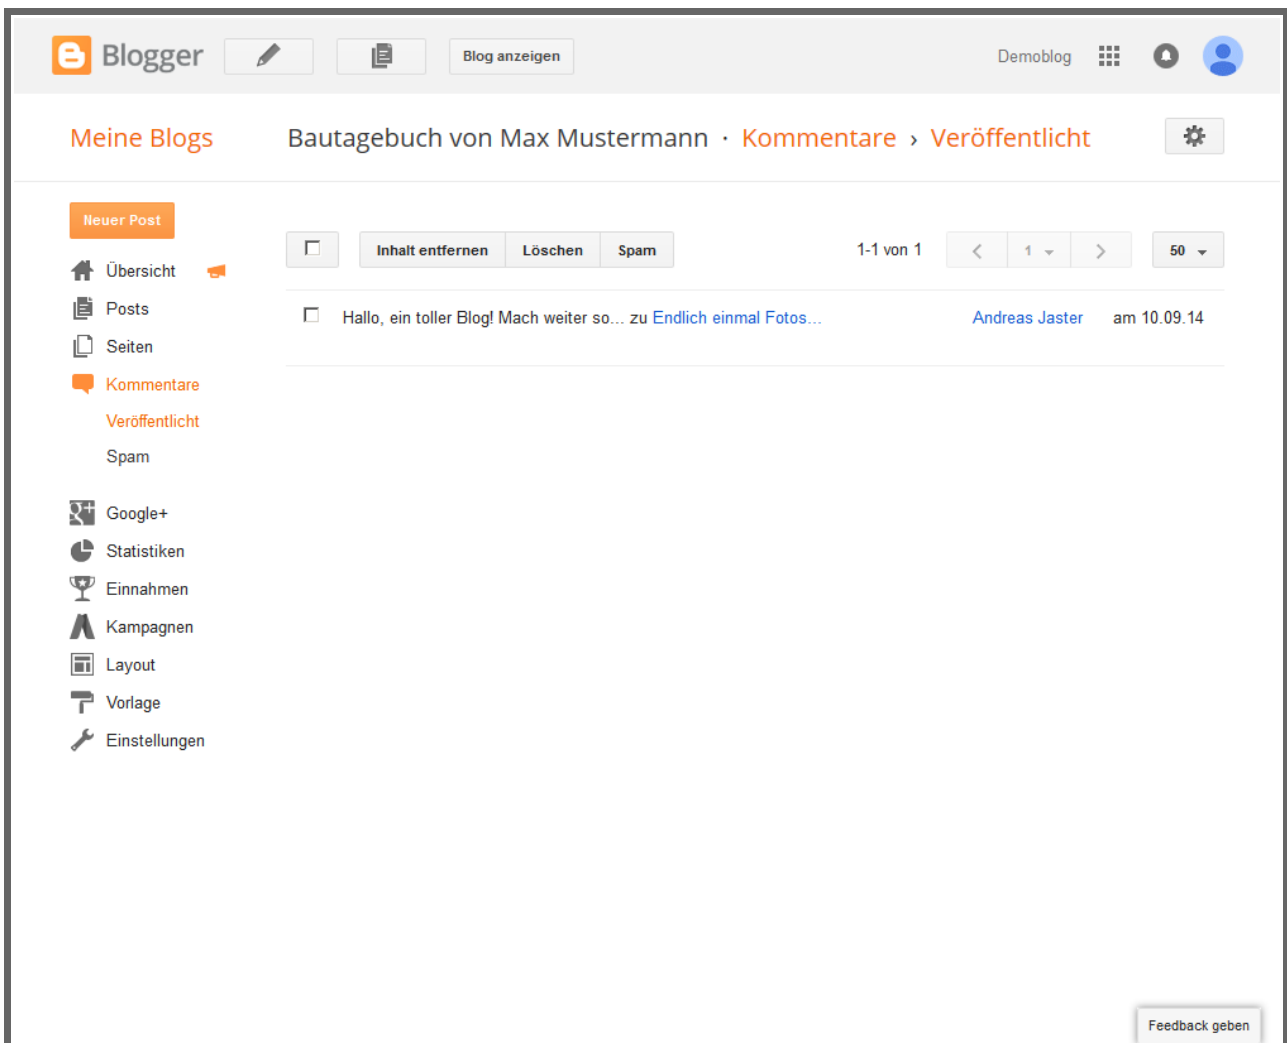 Blogger Blog anzeigen Demoblog
Meine Blogs Bautagebuch von Max Mustermann · Kommentare › Veröffentlicht
Neuer Post
Inhalt entfernen Löschen Spam 1-1 von 1 1 50
Übersicht
Posts
Hallo, ein toller Blog! Mach weiter so... zu Endlich einmal Fotos... Andreas Jaster am 10.09.14
Seiten
Kommentare
Veröffentlicht
Spam
Google+
Statistiken
Einnahmen
Kampagnen
Layout
Vorlage
Einstellungen
Feedback geben